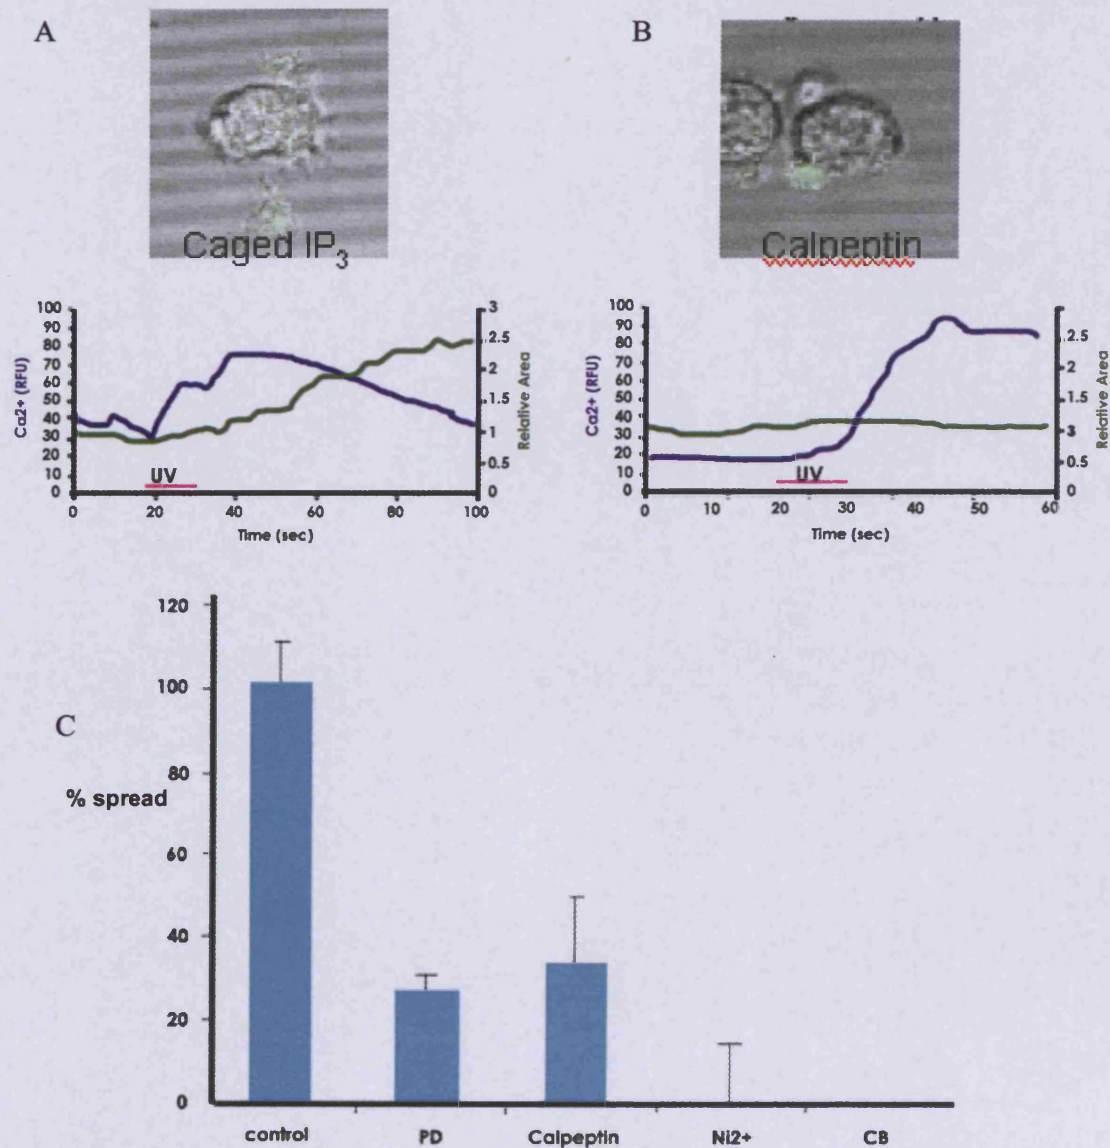 A
Caged IP3
100
90
80
70
60
50
40
30
20
10
0
Ca2+ (RFU)
3
2.5
2
1.5
1
0.5
0
Relative Area
UV
0 20 40 60 80 100
Time (sec)
B
Calpeptin
100
90
80
70
60
50
40
30
20
10
0
Ca2+ (RFU)
2.5
2
1.5
3
0.5
0
Relative Area
UV
0 10 20 30 40 50 60
Time (sec)
C
% spread
120
100
80
60
40
20
0
control PD Calpeptin Ni2+ CB